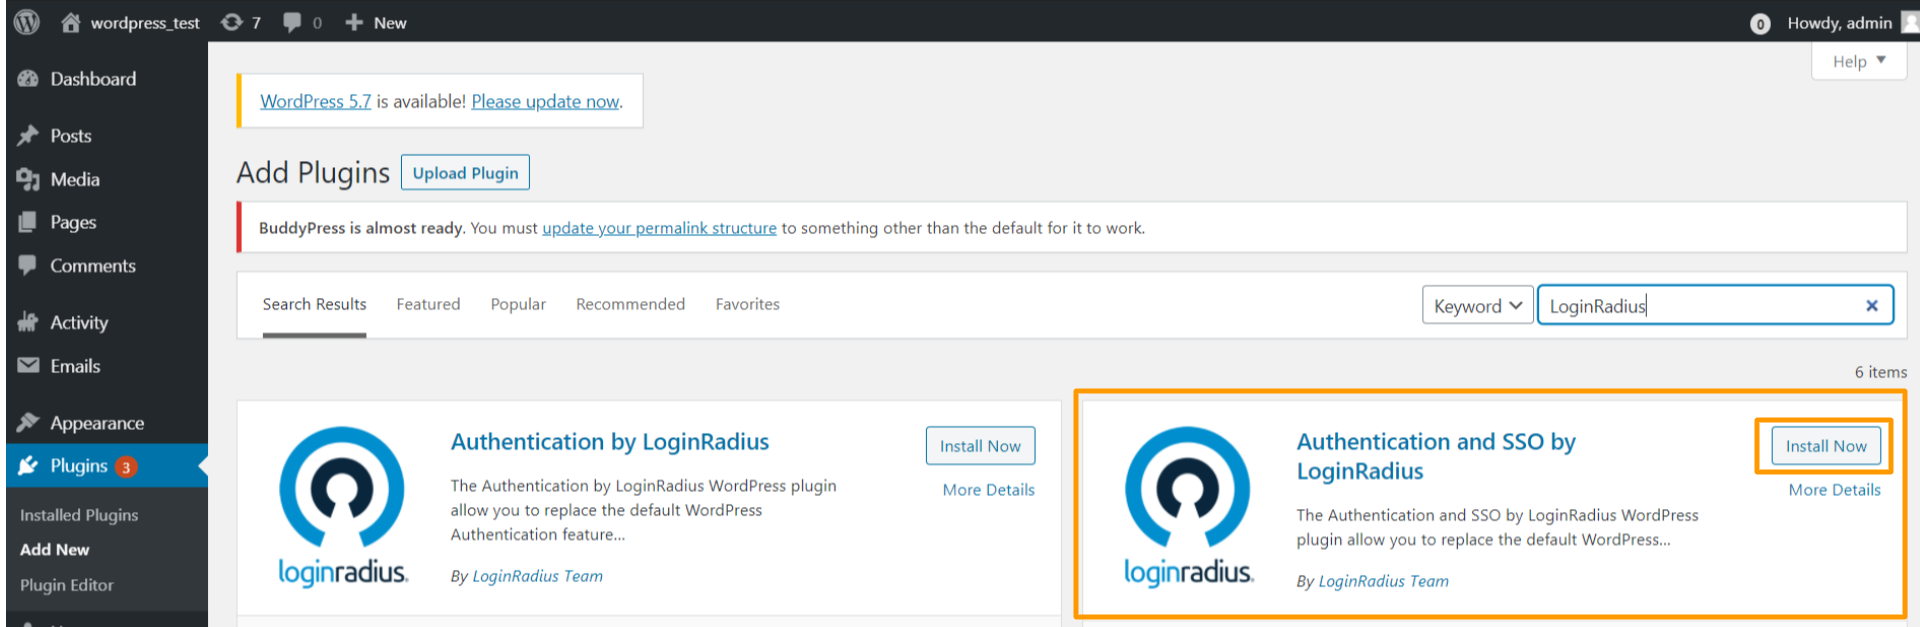 wordpress_test 7 0 New 0 Howdy, admin
Help
Dashboard
Posts
Media
Pages
Comments
Activity
Emails
Appearance
Plugins 3
Installed Plugins
Add New
Plugin Editor
WordPress 5.7 is available! Please update now.
Add Plugins Upload Plugin
BuddyPress is almost ready. You must update your permalink structure to something other than the default for it to work.
Search Results Featured Popular Recommended Favorites Keyword LoginRadius
6 items
loginradius.
Authentication by LoginRadius
Install Now
More Details
The Authentication by LoginRadius WordPress plugin
allow you to replace the default WordPress
Authentication feature...
By LoginRadius Team
loginradius.
Authentication and SSO by
LoginRadius
Install Now
More Details
The Authentication and SSO by LoginRadius WordPress
plugin allow you to replace the default WordPress...
By LoginRadius Team